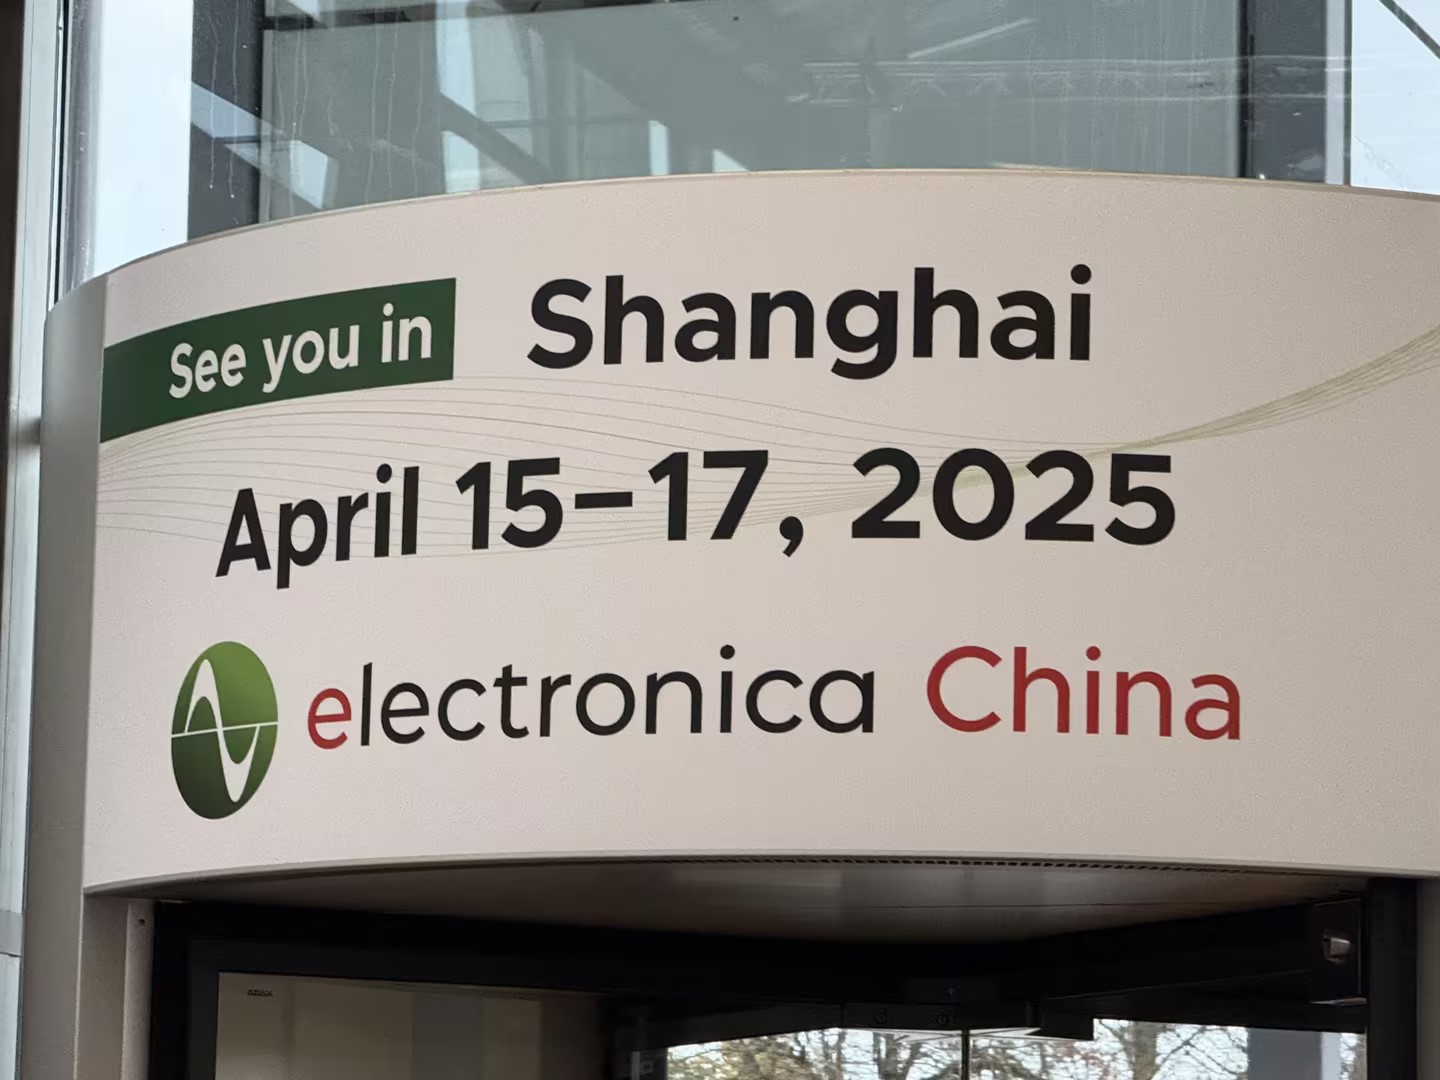 See you in Shanghai
April 15–17, 2025
electronica China